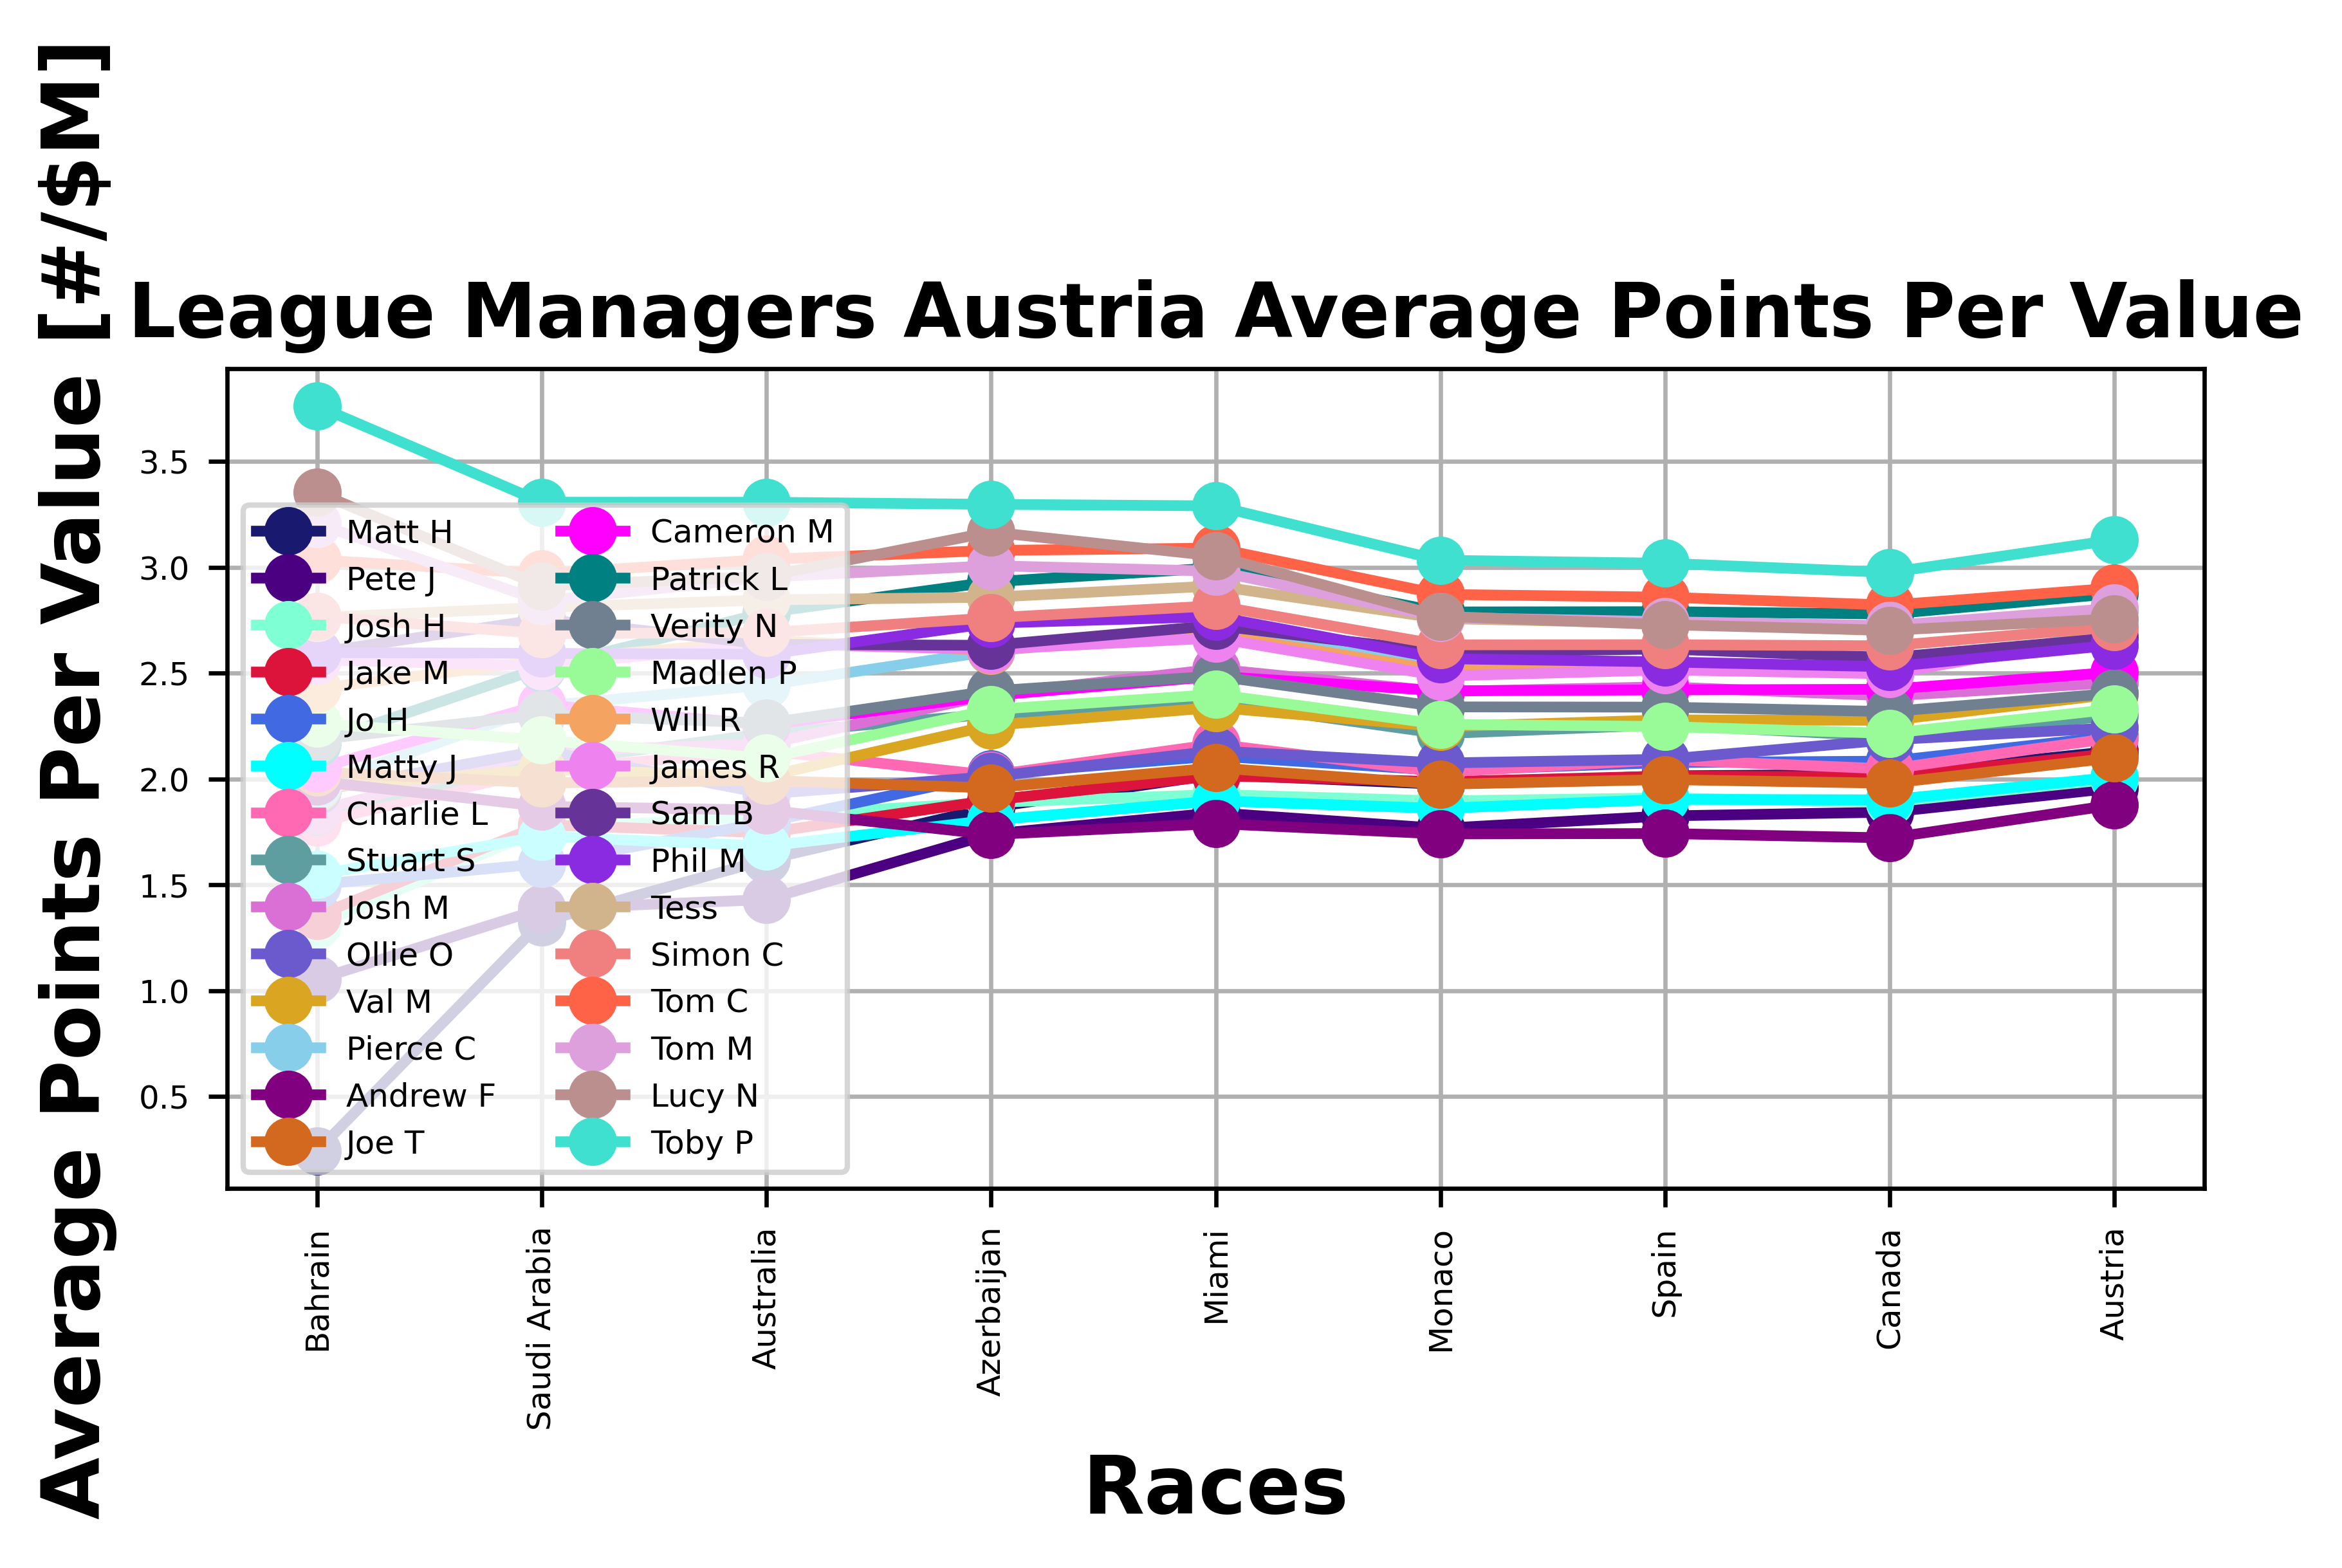 League Managers Austria Average Points Per Value
Average Points Per Value [#/$M]
3.5
3.0
2.5
2.0
1.5
1.0
0.5
Matt H
Pete J
Josh H
Jake M
Jo H
Matty J
Charlie L
Stuart S
Josh M
Ollie O
Val M
Pierce C
Andrew F
Joe T
Cameron M
Patrick L
Verity N
Madlen P
Will R
James R
Sam B
Phil M
Tess
Simon C
Tom C
Tom M
Lucy N
Toby P
Bahrain
Saudi Arabia
Australia
Azerbaijan
Miami
Monaco
Spain
Canada
Austria
Races